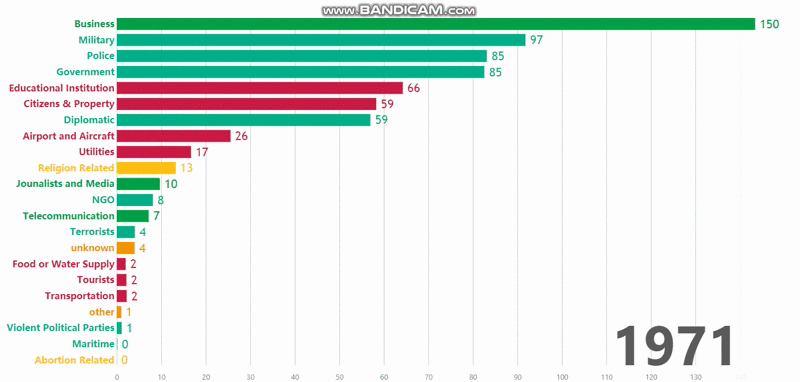 www.BANDICAM.com
Business 150
Military 97
Police 85
Government 85
Educational Institution 66
Citizens & Property 59
Diplomatic 59
Airport and Aircraft 26
Utilities 17
Religion Related 13
Jounalists and Media 10
NGO 8
Telecommunication 7
Terrorists 4
unknown 4
Food or Water Supply 2
Tourists 2
Transportation 2
other 1
Violent Political Parties 1
Maritime 0
Abortion Related 0
1971
0 10 20 30 40 50 60 70 80 90 100 110 120 130